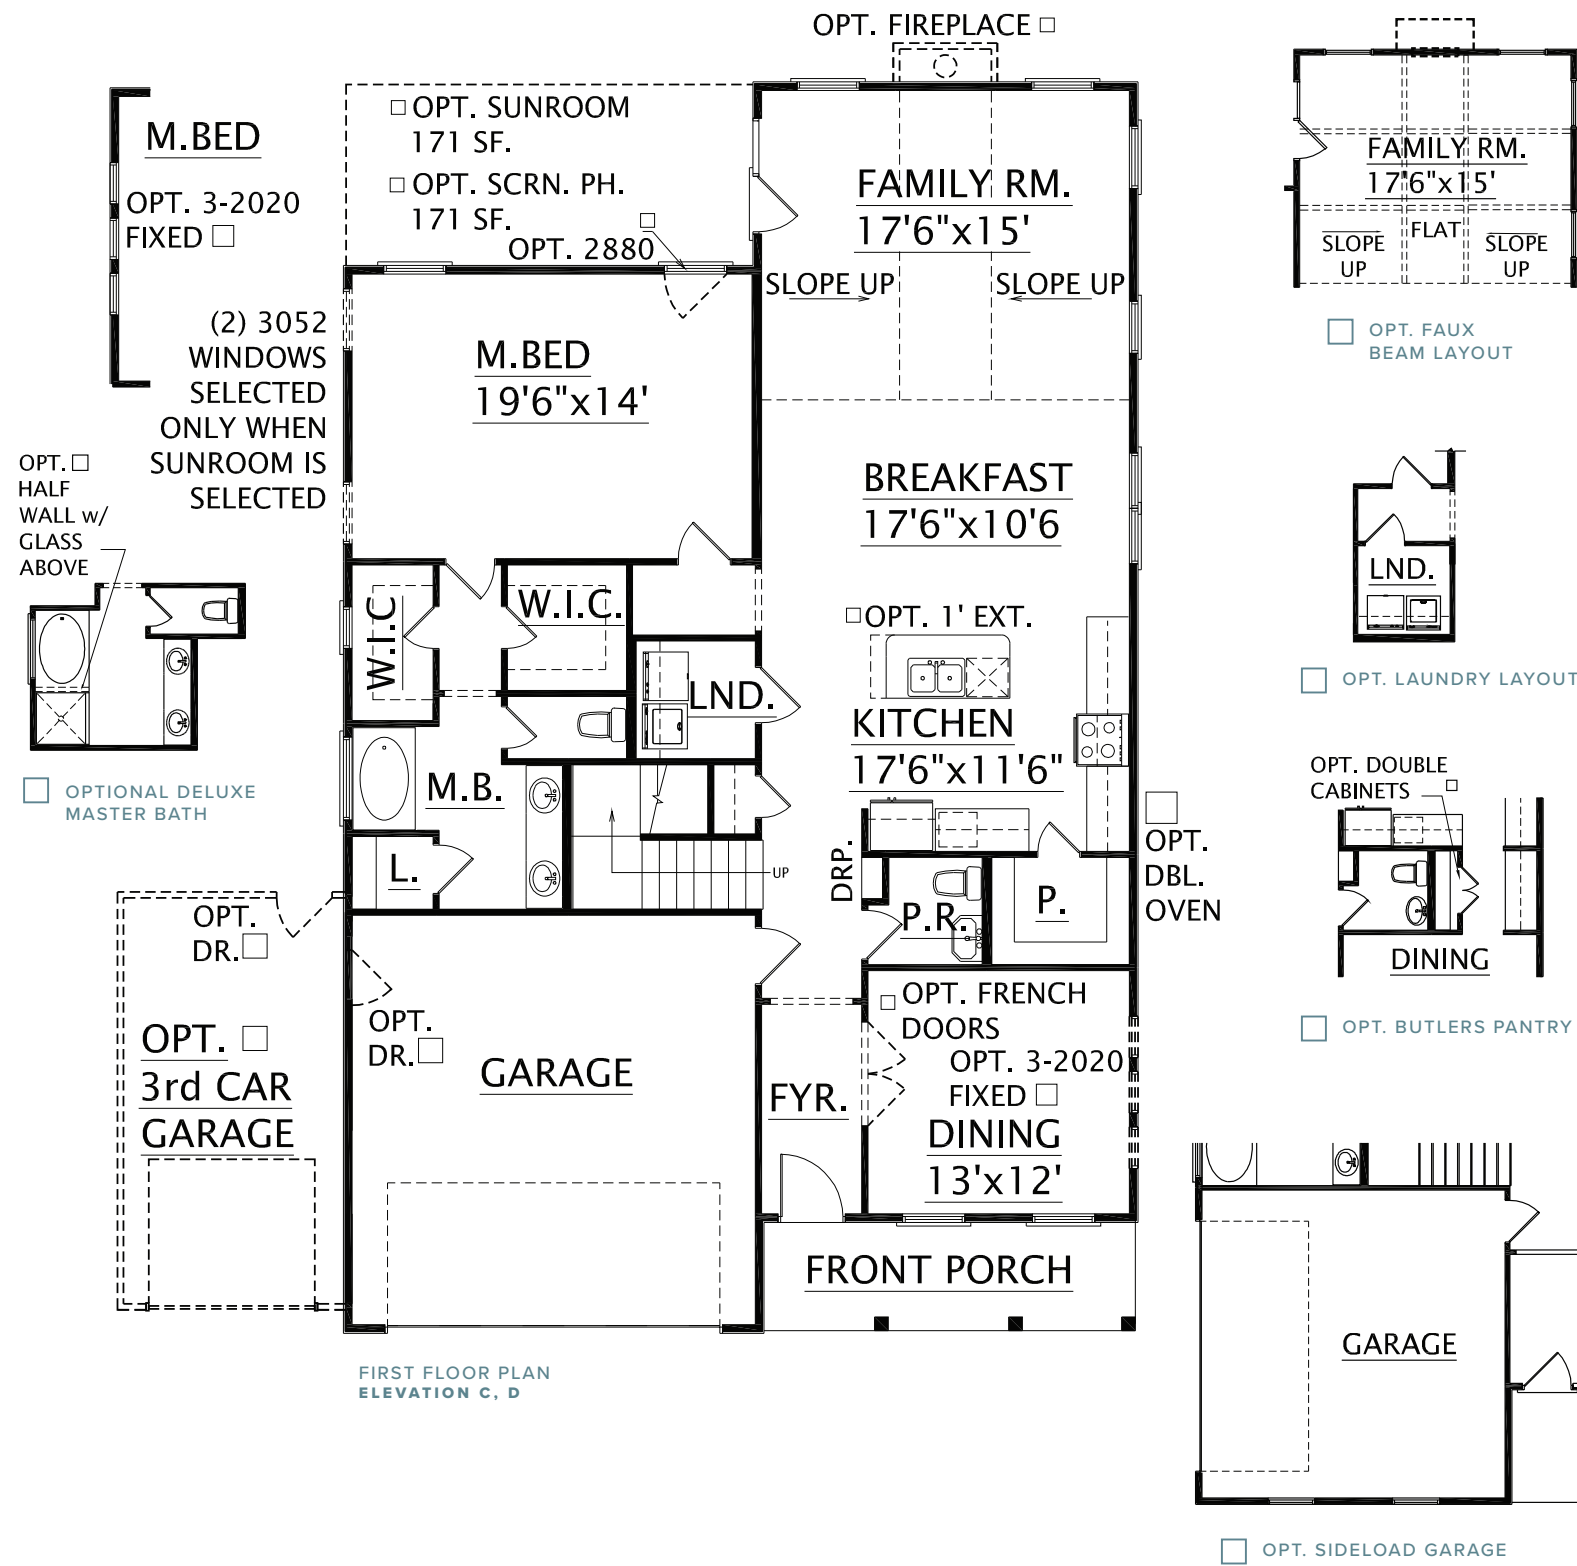 OPT. FIREPLACE
M.BED
OPT. 3-2020
FIXED
OPT. SUNROOM
171 SF.
OPT. SCRN. PH.
171 SF.
OPT. 2880
FAMILY RM.
17'6"x15'
SLOPE UP
SLOPE UP
FAMILY RM.
17'6"x15'
FLAT
SLOPE
UP
SLOPE
UP
OPT. FAUX
BEAM LAYOUT
(2) 3052
WINDOWS
SELECTED
ONLY WHEN
SUNROOM IS
SELECTED
M.BED
19'6"x14'
BREAKFAST
17'6"x10'6
OPT.
HALF
WALL w/
GLASS
ABOVE
OPTIONAL DELUXE
MASTER BATH
W.I.C
W.I.C.
LND.
OPT. 1' EXT.
KITCHEN
17'6"x11'6"
LND.
OPT. LAUNDRY LAYOUT
M.B.
L.
UP
DRP.
P.R.
P.
OPT.
DBL.
OVEN
OPT. DOUBLE
CABINETS
DINING
OPT. BUTLERS PANTRY
OPT.
DR.
OPT.
3rd CAR
GARAGE
OPT.
DR.
GARAGE
FYR.
OPT. FRENCH
DOORS
OPT. 3-2020
FIXED
DINING
13'x12'
FRONT PORCH
FIRST FLOOR PLAN
ELEVATION C, D
GARAGE
OPT. SIDELOAD GARAGE